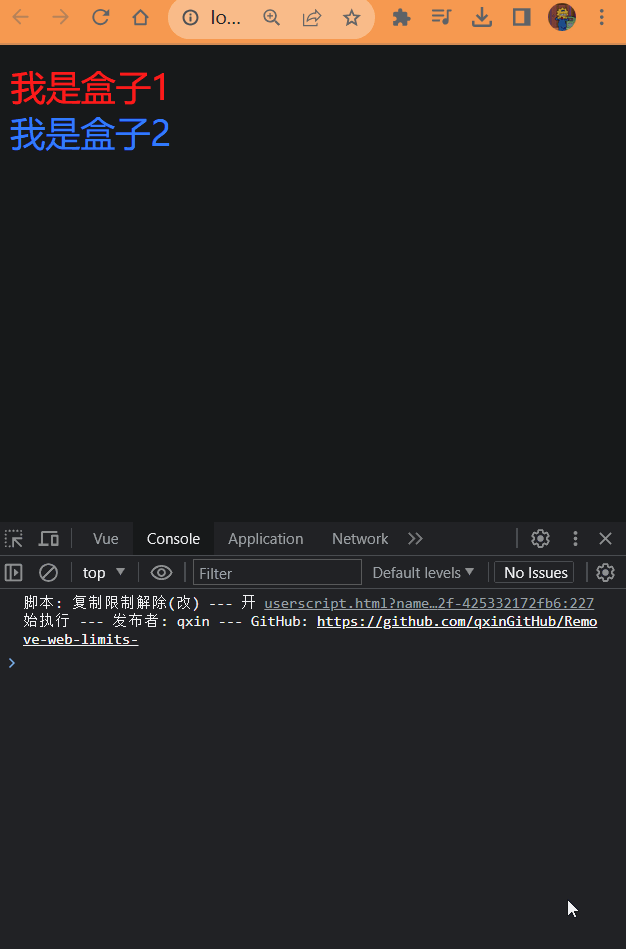 lo...
我是盒子1
我是盒子2
Vue Console Application Network
top Filter Default levels No Issues
脚本: 复制限制解除(改) --- 开 userscript.html?name…2f-425332172fb6:227
始执行 --- 发布者: qxin --- GitHub: https://github.com/qxinGitHub/Remo
ve-web-limits-